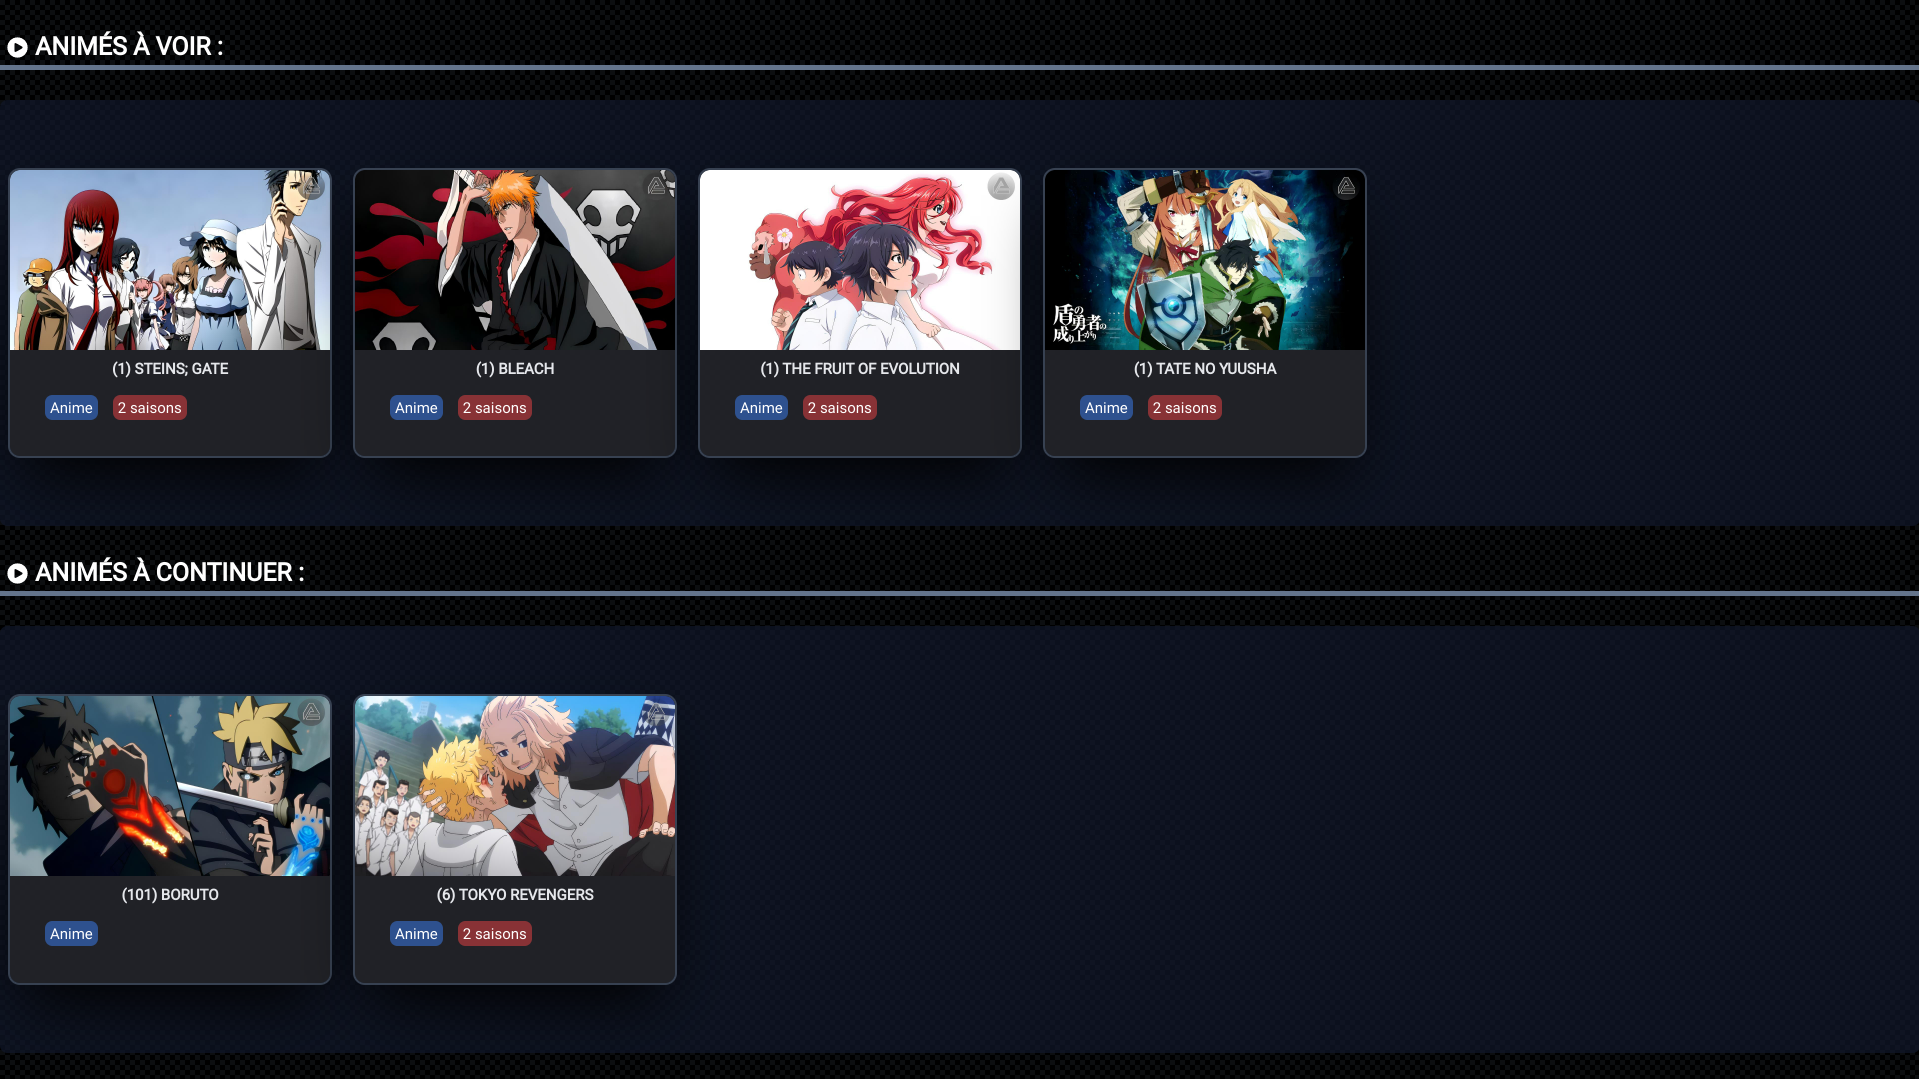 ANIMÉS À VOIR :
盾の勇者の成り上がり
(1) STEINS; GATE
(1) BLEACH
(1) THE FRUIT OF EVOLUTION
(1) TATE NO YUUSHA
Anime
2 saisons
Anime
2 saisons
Anime
2 saisons
Anime
2 saisons
ANIMÉS À CONTINUER :
(101) BORUTO
(6) TOKYO REVENGERS
Anime
Anime
2 saisons